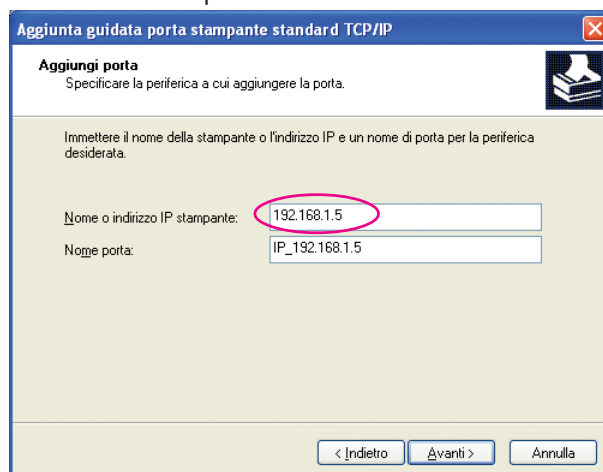 Aggiunta guidata porta stampante standard TCP/IP
Aggiungi porta
Specificare la periferica a cui aggiungere la porta.
Immettere il nome della stampante o l'indirizzo IP e un nome di porta per la periferica
desiderata.
Nome o indirizzo IP stampante: 192.168.1.5
Nome porta: IP_192.168.1.5
< Indietro Avanti > Annulla